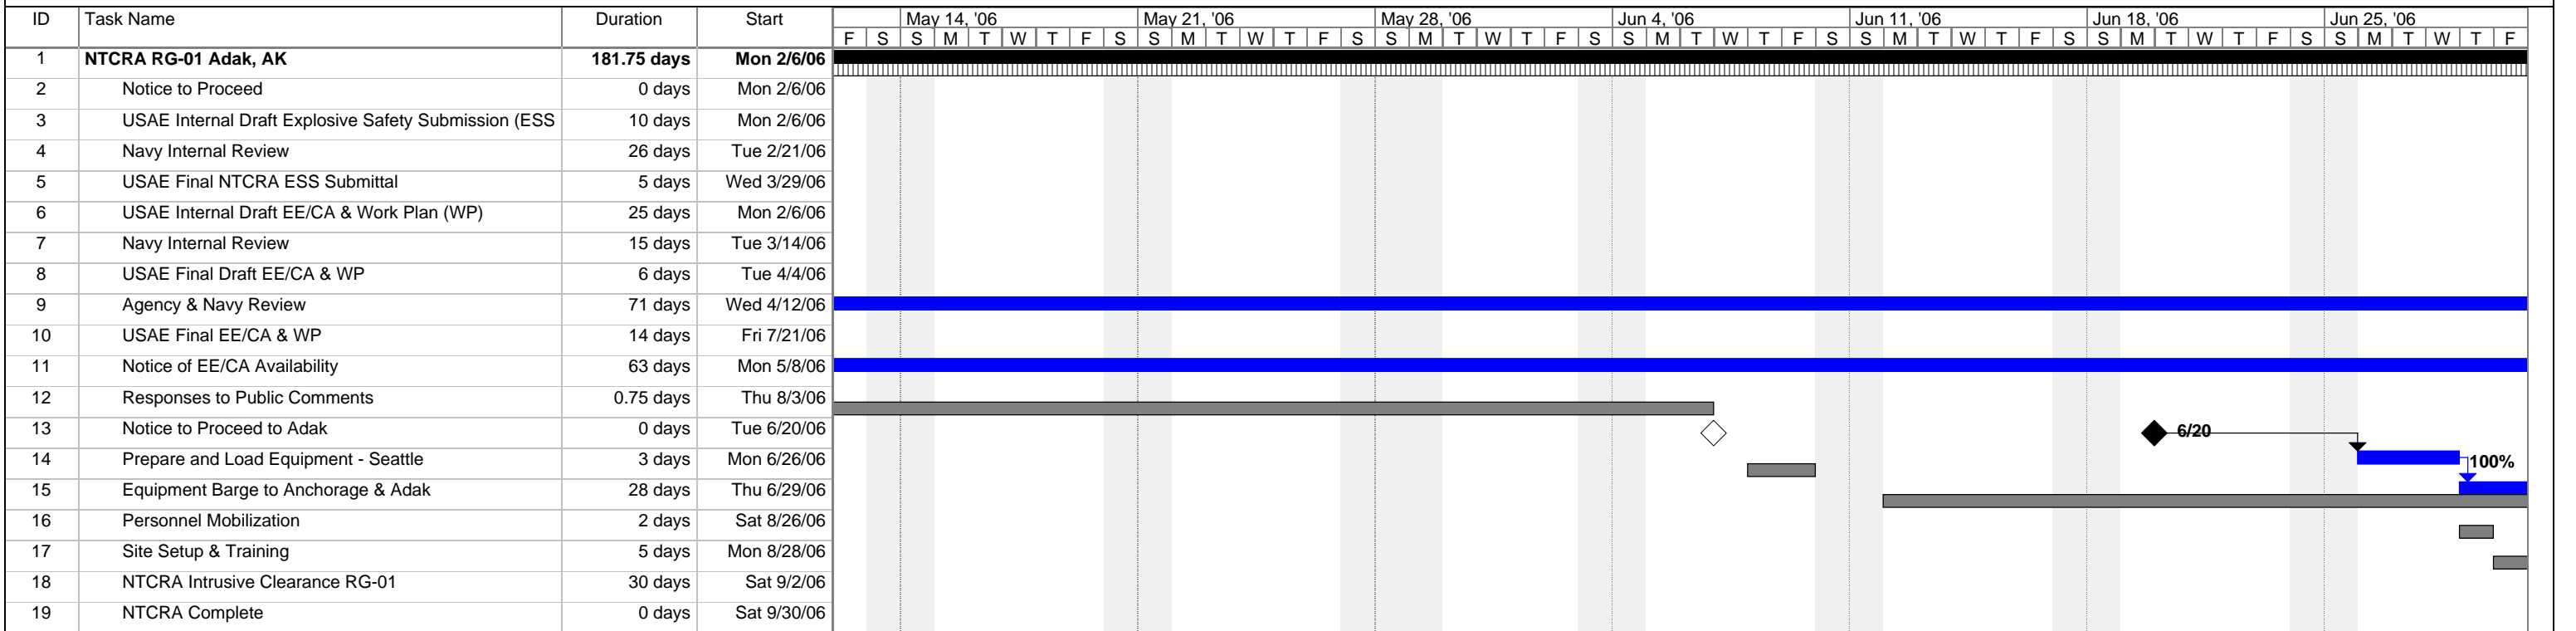 ID Task Name Duration Start May 14, '06 May 21, '06 May 28, '06 Jun 4, '06 Jun 11, '06 Jun 18, '06 Jun 25, '06
F S S M T W T F S S M T W T F S S M T W T F S S M T W T F S S M T W T F S S M T W T F S S M T W T F
1 NTCRA RG-01 Adak, AK 181.75 days Mon 2/6/06
2 Notice to Proceed 0 days Mon 2/6/06
3 USAE Internal Draft Explosive Safety Submission (ESS 10 days Mon 2/6/06
4 Navy Internal Review 26 days Tue 2/21/06
5 USAE Final NTCRA ESS Submittal 5 days Wed 3/29/06
6 USAE Internal Draft EE/CA & Work Plan (WP) 25 days Mon 2/6/06
7 Navy Internal Review 15 days Tue 3/14/06
8 USAE Final Draft EE/CA & WP 6 days Tue 4/4/06
9 Agency & Navy Review 71 days Wed 4/12/06
10 USAE Final EE/CA & WP 14 days Fri 7/21/06
11 Notice of EE/CA Availability 63 days Mon 5/8/06
12 Responses to Public Comments 0.75 days Thu 8/3/06
13 Notice to Proceed to Adak 0 days Tue 6/20/06 6/20
14 Prepare and Load Equipment - Seattle 3 days Mon 6/26/06 100%
15 Equipment Barge to Anchorage & Adak 28 days Thu 6/29/06
16 Personnel Mobilization 2 days Sat 8/26/06
17 Site Setup & Training 5 days Mon 8/28/06
18 NTCRA Intrusive Clearance RG-01 30 days Sat 9/2/06
19 NTCRA Complete 0 days Sat 9/30/06